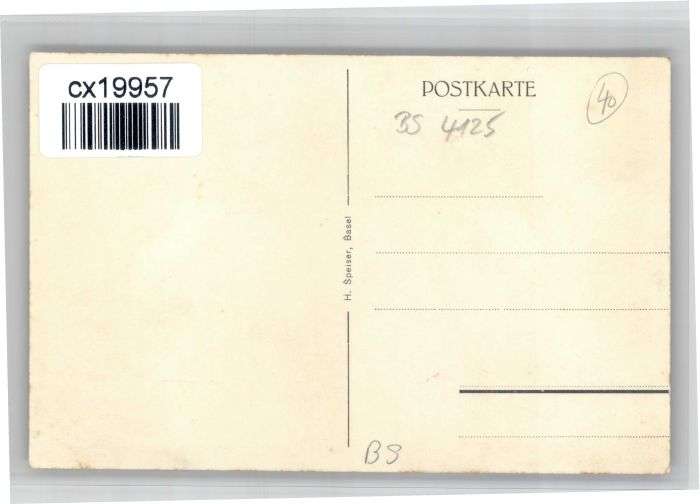 cx19957
POSTKARTE
40
BS 4125
H. Speiser, Basel
BS